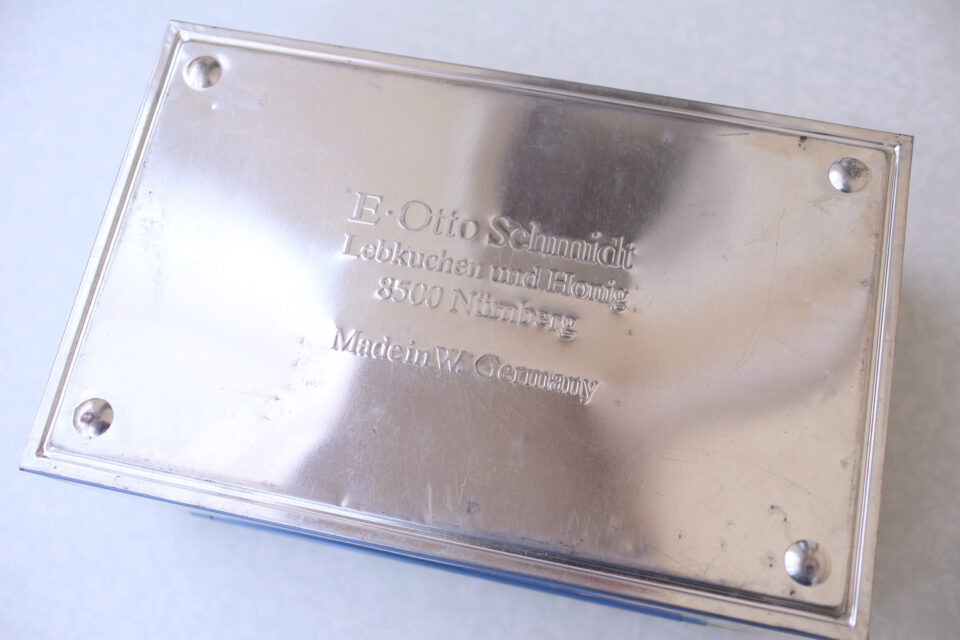 E·Otto Schmidt
Lebkuchen und Honig
8500 Nürnberg
Made in W. Germany